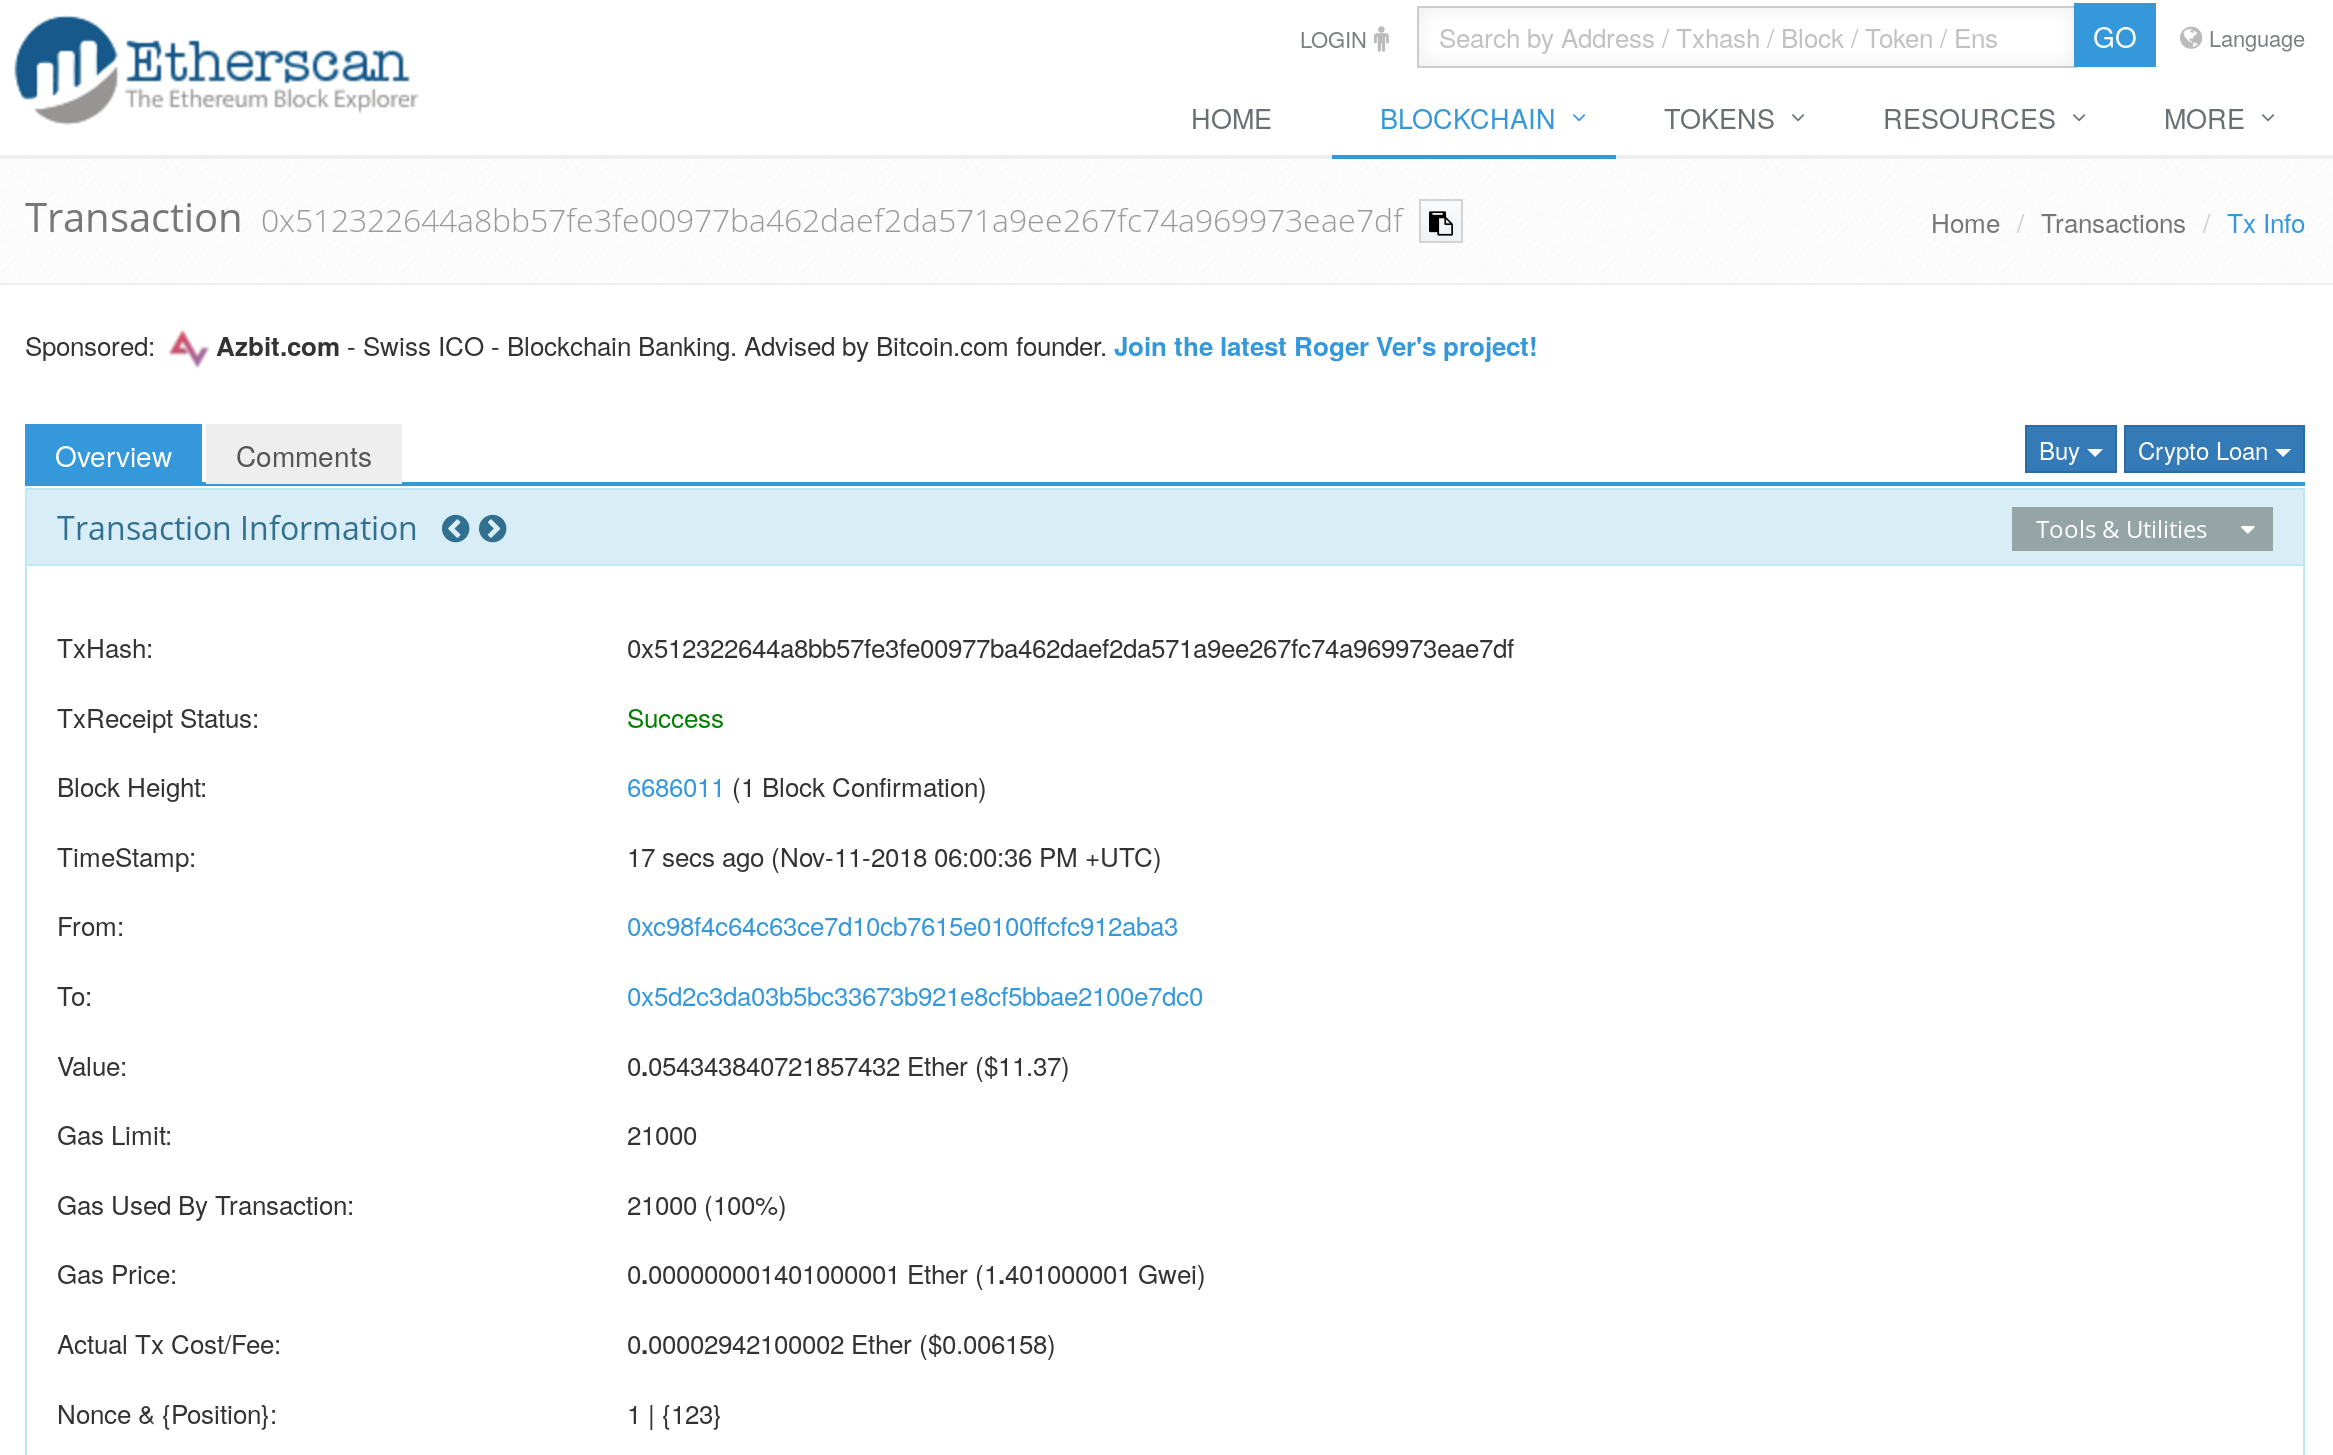 Etherscan
The Ethereum Block Explorer
LOGIN
Search by Address / Txhash / Block / Token / Ens
GO
Language
HOME
BLOCKCHAIN
TOKENS
RESOURCES
MORE
Transaction 0x512322644a8bb57fe3fe00977ba462daef2da571a9ee267fc74a969973eae7df
Home / Transactions / Tx Info
Sponsored: Azbit.com - Swiss ICO - Blockchain Banking. Advised by Bitcoin.com founder. Join the latest Roger Ver's project!
Overview
Comments
Buy
Crypto Loan
Transaction Information
Tools & Utilities
TxHash: 0x512322644a8bb57fe3fe00977ba462daef2da571a9ee267fc74a969973eae7df
TxReceipt Status: Success
Block Height: 6686011 (1 Block Confirmation)
TimeStamp: 17 secs ago (Nov-11-2018 06:00:36 PM +UTC)
From: 0xc98f4c64c63ce7d10cb7615e0100ffcfc912aba3
To: 0x5d2c3da03b5bc33673b921e8cf5bbae2100e7dc0
Value: 0.054343840721857432 Ether ($11.37)
Gas Limit: 21000
Gas Used By Transaction: 21000 (100%)
Gas Price: 0.000000001401000001 Ether (1.401000001 Gwei)
Actual Tx Cost/Fee: 0.00002942100002 Ether ($0.006158)
Nonce & {Position}: 1 | {123}